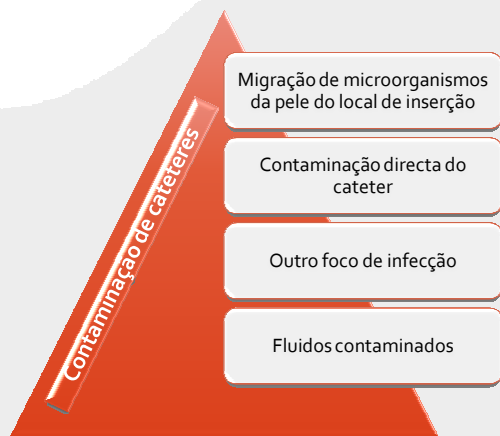 Contaminação de cateteres
Migração de microorganismos
da pele do local de inserção
Contaminação directa do
cateter
Outro foco de infecção
Fluidos contaminados